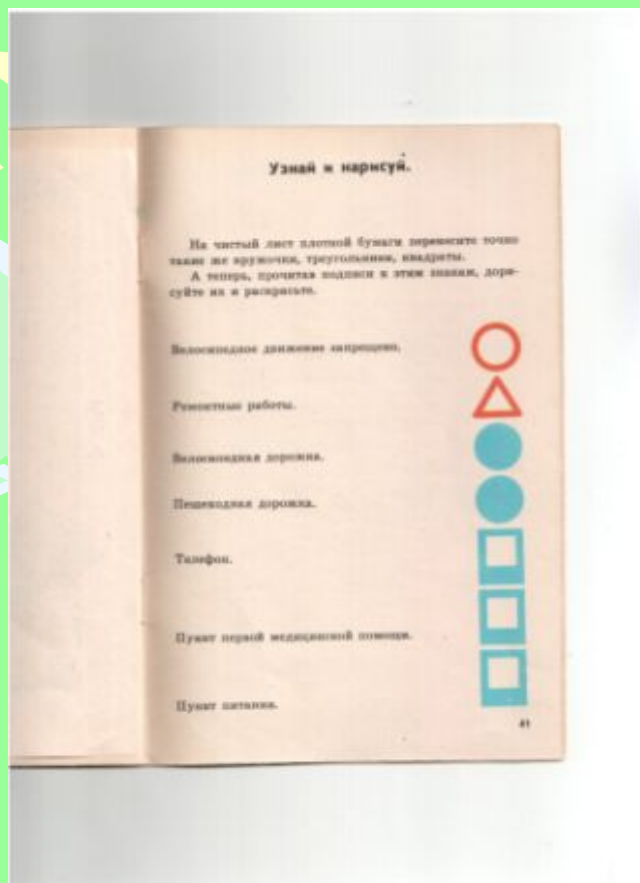 Узнай и нарисуй.
На чистый лист плотной бумаги перенесите точно
такие же кружочки, треугольники, квадраты.
А теперь, прочитав подписи к этим знакам, дори-
суйте их и раскрасьте.
Велосипедное движение запрещено.
Ремонтные работы.
Велосипедная дорожка.
Пешеходная дорожка.
Телефон.
Пункт первой медицинской помощи.
Пункт питания.
41